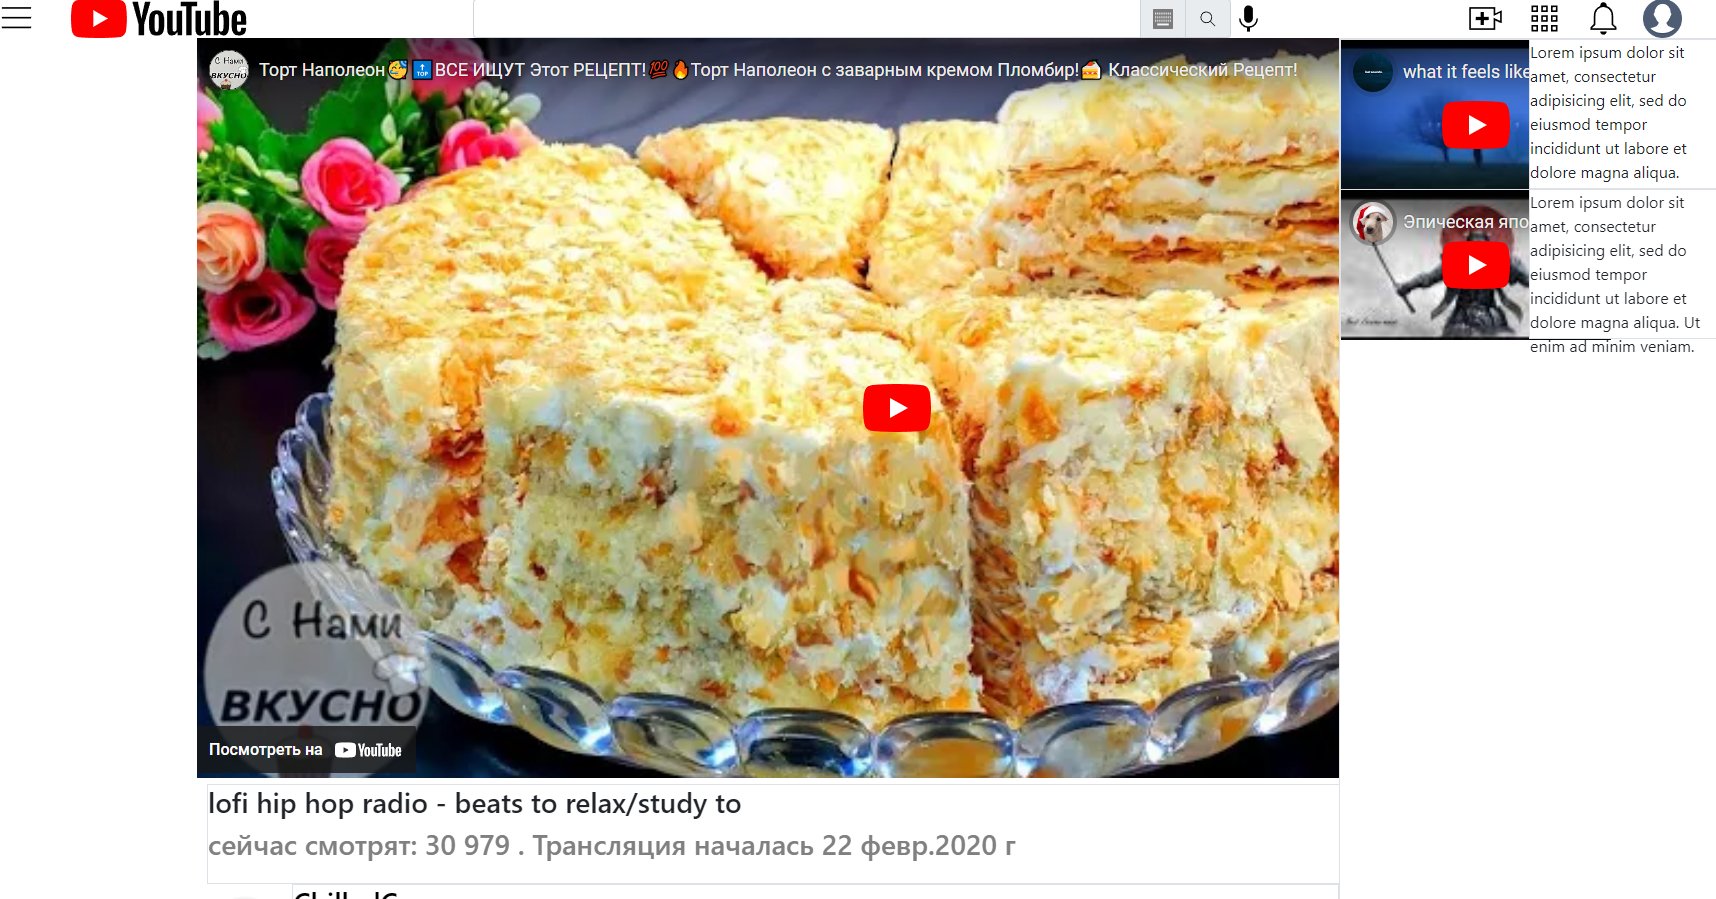 YouTube
С Нами
ВКУСНО
Торт Наполеон🥳🔝ВСЕ ИЩУТ Этот РЕЦЕПТ!💯🔥Торт Наполеон с заварным кремом Пломбир!🍰 Классический Рецепт!
С Нами
ВКУСНО
Посмотреть на YouTube
lofi hip hop radio - beats to relax/study to
сейчас смотрят: 30 979 . Трансляция началась 22 февр.2020 г
what it feels like
Lorem ipsum dolor sit
amet, consectetur
adipisicing elit, sed do
eiusmod tempor
incididunt ut labore et
dolore magna aliqua.
Эпическая япо
Lorem ipsum dolor sit
amet, consectetur
adipisicing elit, sed do
eiusmod tempor
incididunt ut labore et
dolore magna aliqua. Ut
enim ad minim veniam.